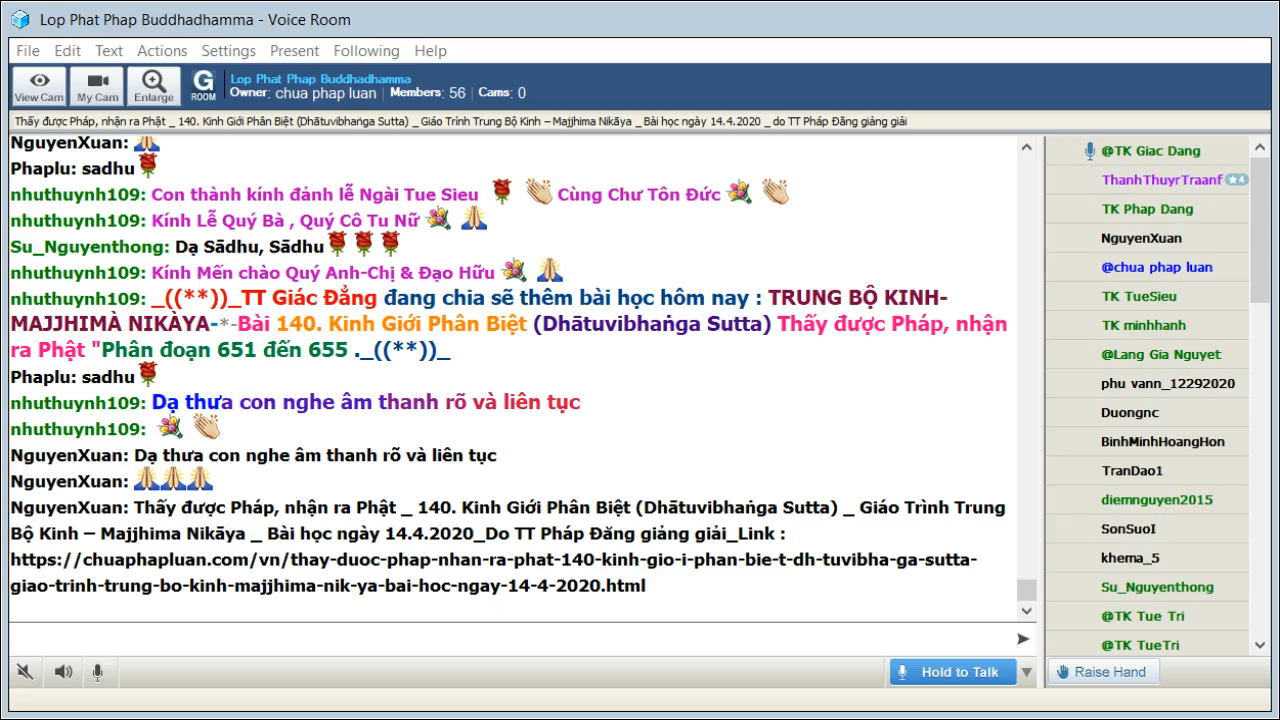 Lop Phat Phap Buddhadhamma - Voice Room
File Edit Text Actions Settings Present Following Help
View Cam My Cam Enlarge G ROOM
Lop Phat Phap Buddhadhamma
Owner: chua phap luan | Members: 56 | Cams: 0
Thấy được Pháp, nhận ra Phật _ 140. Kinh Giới Phân Biệt (Dhātuvibhaṅga Sutta) _ Giáo Trình Trung Bộ Kinh – Majjhima Nikāya _ Bài học ngày 14.4.2020 _ do TT Pháp Đăng giảng giải
NguyenXuan:
Phaplu: sadhu
nhuthuynh109: Con thành kính đảnh lễ Ngài Tue Sieu Cùng Chư Tôn Đức
nhuthuynh109: Kính Lễ Quý Bà , Quý Cô Tu Nữ
Su_Nguyenthong: Dạ Sādhu, Sādhu
nhuthuynh109: Kính Mến chào Quý Anh-Chị & Đạo Hữu
nhuthuynh109: _((**))_TT Giác Đẳng đang chia sẽ thêm bài học hôm nay : TRUNG BỘ KINH-
MAJJHIMÀ NIKÀYA-*-Bài 140. Kinh Giới Phân Biệt (Dhātuvibhaṅga Sutta) Thấy được Pháp, nhận
ra Phật "Phân đoạn 651 đến 655 ._((**))_
Phaplu: sadhu
nhuthuynh109: Dạ thưa con nghe âm thanh rõ và liên tục
nhuthuynh109:
NguyenXuan: Dạ thưa con nghe âm thanh rõ và liên tục
NguyenXuan:
NguyenXuan: Thấy được Pháp, nhận ra Phật _ 140. Kinh Giới Phân Biệt (Dhātuvibhaṅga Sutta) _ Giáo Trình Trung
Bộ Kinh – Majjhima Nikāya _ Bài học ngày 14.4.2020_Do TT Pháp Đăng giảng giải_Link :
https://chuaphapluan.com/vn/thay-duoc-phap-nhan-ra-phat-140-kinh-gio-i-phan-bie-t-dh-tuvibha-ga-sutta-
giao-trinh-trung-bo-kinh-majjhima-nik-ya-bai-hoc-ngay-14-4-2020.html
@TK Giac Dang
ThanhThuyrTraanf 4
TK Phap Dang
NguyenXuan
@chua phap luan
TK TueSieu
TK minhhanh
@Lang Gia Nguyet
phu vann_12292020
Duongnc
BinhMinhHoangHon
TranDao1
diemnguyen2015
SonSuoI
khema_5
Su_Nguyenthong
@TK Tue Tri
@TK TueTri
Hold to Talk
Raise Hand